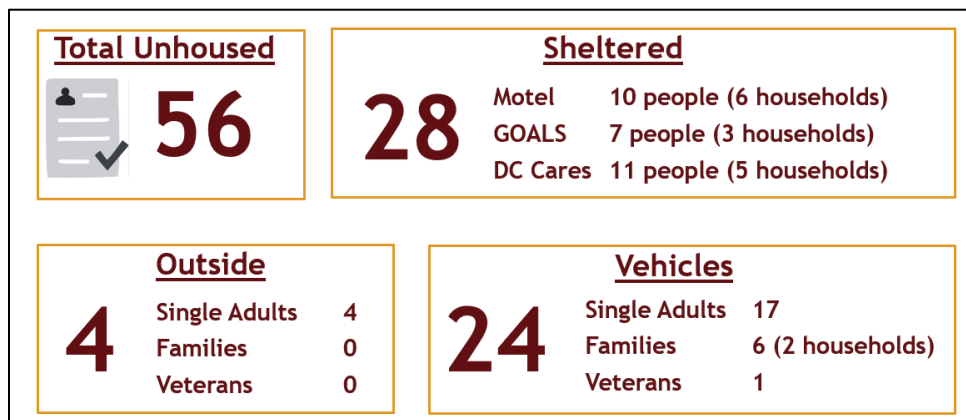 Total Unhoused
56
Sheltered
28
Motel 10 people (6 households)
GOALS 7 people (3 households)
DC Cares 11 people (5 households)
Outside
4
Single Adults 4
Families 0
Veterans 0
Vehicles
24
Single Adults 17
Families 6 (2 households)
Veterans 1